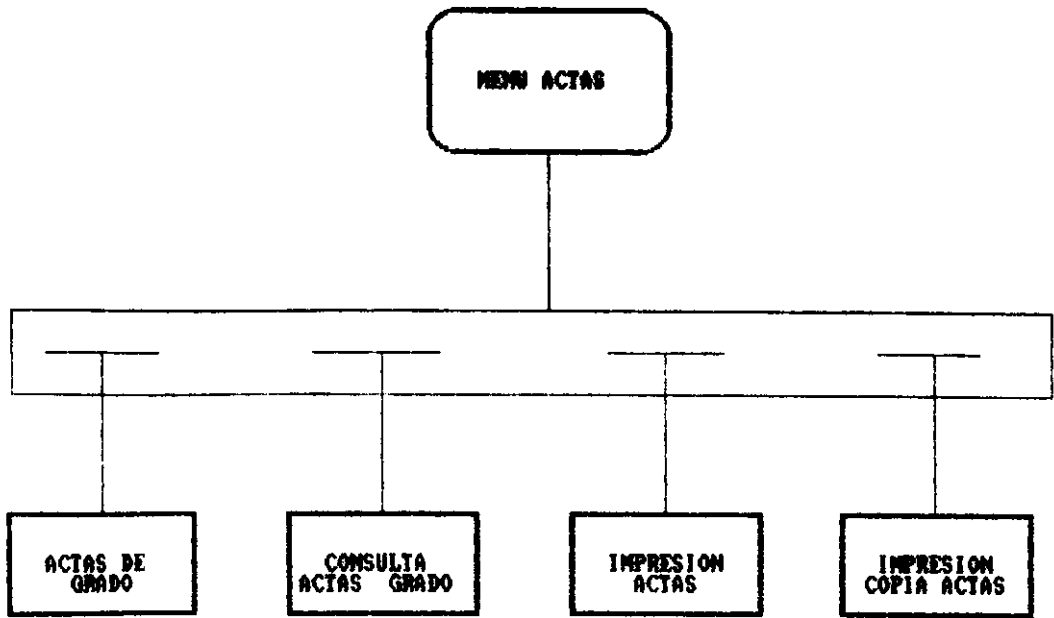 MENU ACTAS
ACTAS DE
GRADO
CONSULTA
ACTAS GRADO
IMPRESION
ACTAS
IMPRESION
COPIA ACTAS